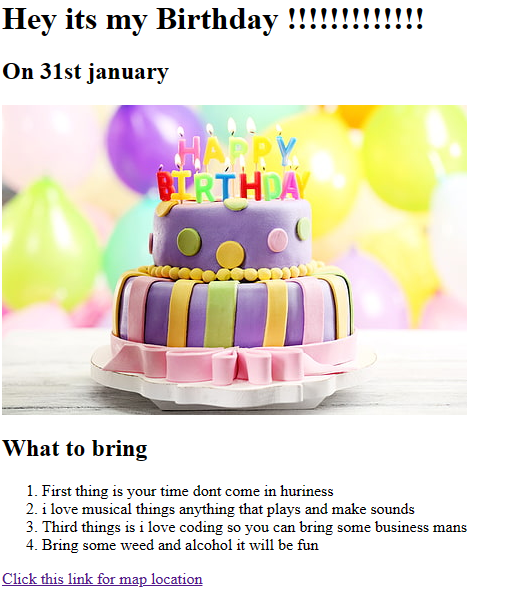 Hey its my Birthday !!!!!!!!!!!!!
On 31st january
HAPPY
BIRTHDAY
What to bring
1. First thing is your time dont come in huriness
2. i love musical things anything that plays and make sounds
3. Third things is i love coding so you can bring some business mans
4. Bring some weed and alcohol it will be fun
Click this link for map location